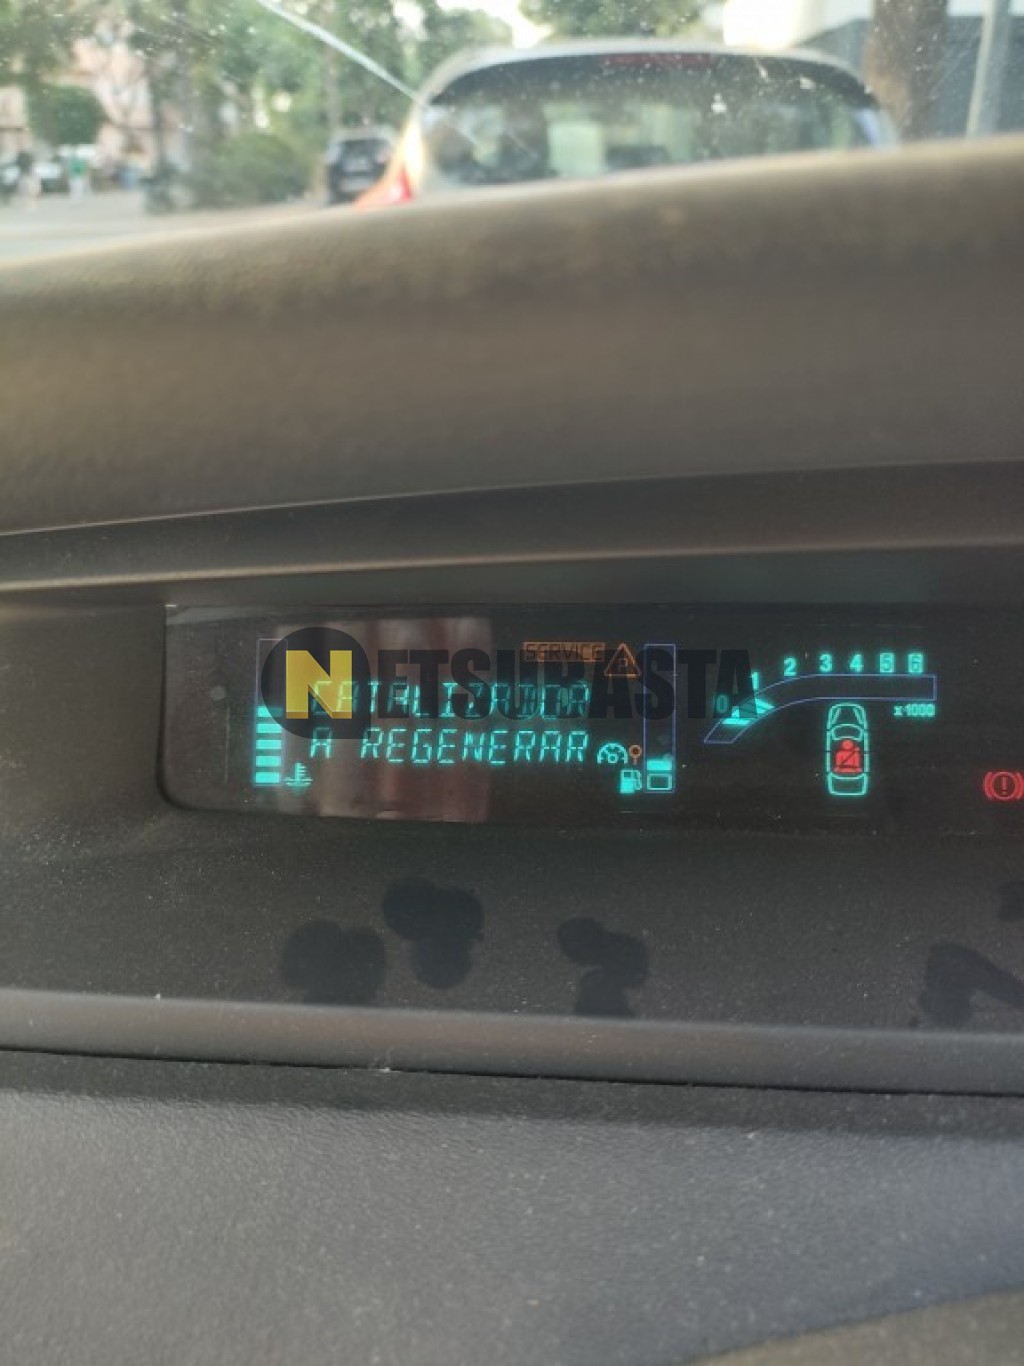 SERVICE
P
NETSUBASTA
CATALIZADOR
A REGENERAR
0 1 2 3 4 5 6
x1000